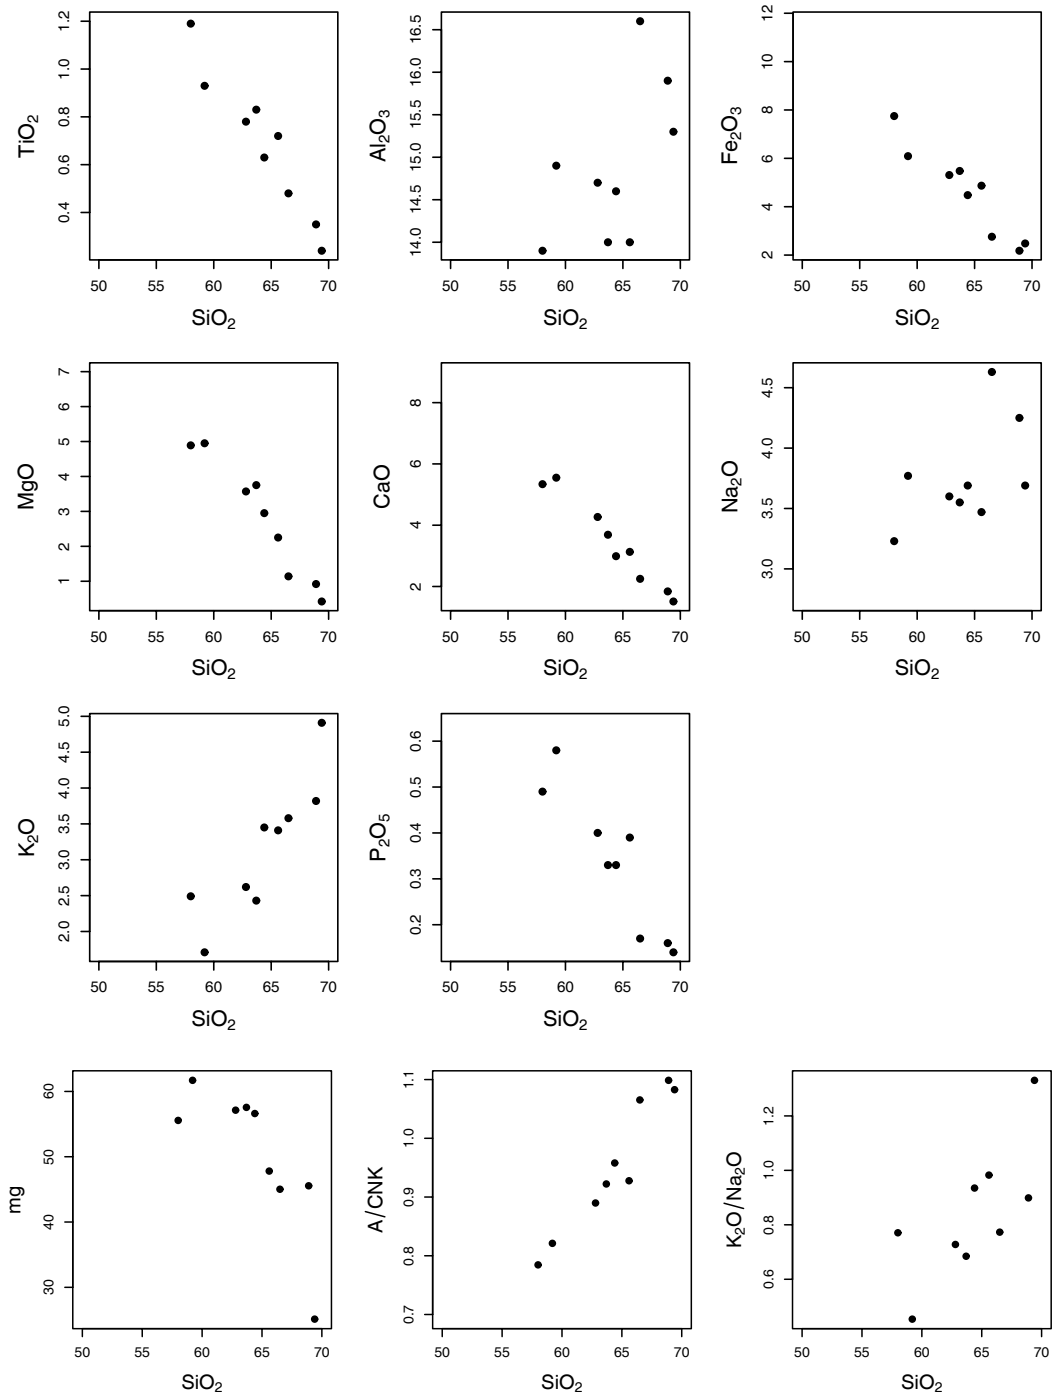 TiO₂
0.4 0.6 0.8 1.0 1.2
50 55 60 65 70
SiO₂
Al₂O₃
14.0 14.5 15.0 15.5 16.0 16.5
50 55 60 65 70
SiO₂
Fe₂O₃
2 4 6 8 10 12
50 55 60 65 70
SiO₂
MgO
1 2 3 4 5 6 7
50 55 60 65 70
SiO₂
CaO
2 4 6 8
50 55 60 65 70
SiO₂
Na₂O
3.0 3.5 4.0 4.5
50 55 60 65 70
SiO₂
K₂O
2.0 2.5 3.0 3.5 4.0 4.5 5.0
50 55 60 65 70
SiO₂
P₂O₅
0.2 0.3 0.4 0.5 0.6
50 55 60 65 70
SiO₂
mg
30 40 50 60
50 55 60 65 70
SiO₂
A/CNK
0.7 0.8 0.9 1.0 1.1
50 55 60 65 70
SiO₂
K₂O/Na₂O
0.6 0.8 1.0 1.2
50 55 60 65 70
SiO₂